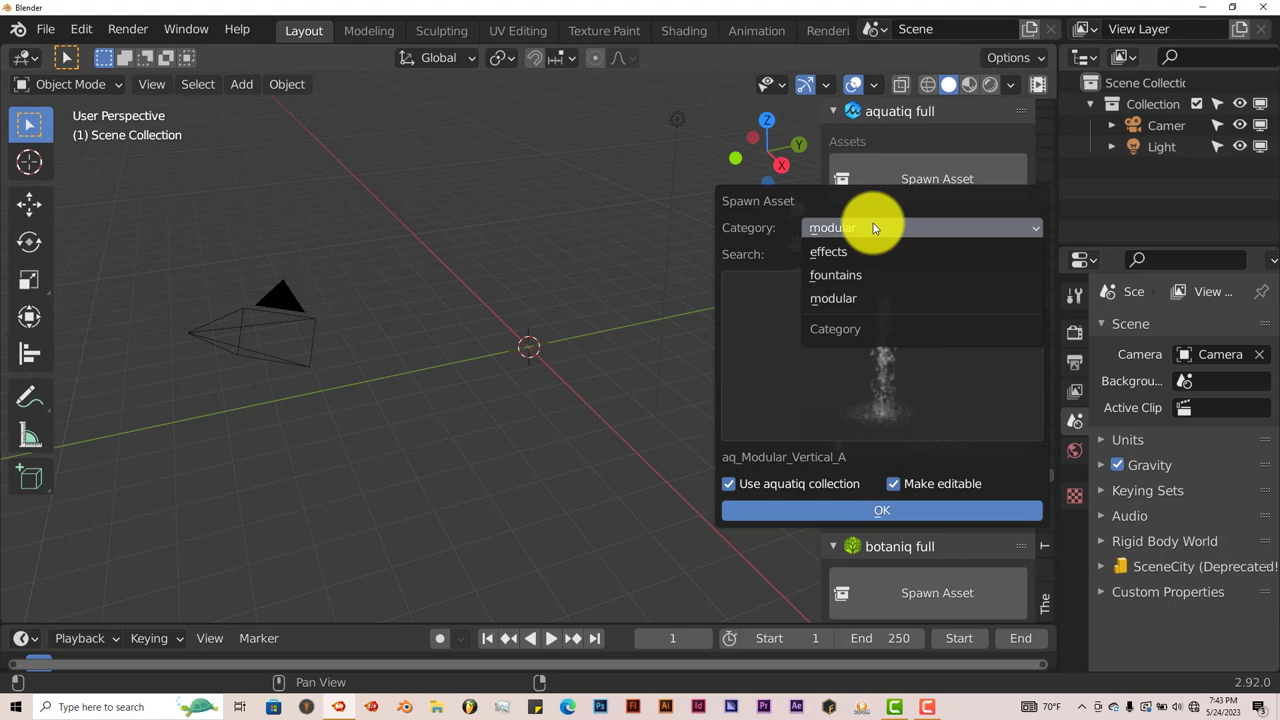 Blender
File Edit Render Window Help Layout Modeling Sculpting UV Editing Texture Paint Shading Animation Renderi Scene View Layer
Global Options
Object Mode View Select Add Object
User Perspective
(1) Scene Collection
Z
Y
X
aquatiq full
Assets
Spawn Asset
Spawn Asset
Category: modular
effects
Search:
fountains
modular
Category
aq_Modular_Vertical_A
Use aquatiq collection Make editable
OK
botaniq full
Spawn Asset
T
The
Scene Collectic
Collection
Camer
Light
Sce View ...
Scene
Camera Camera
Backgrou...
Active Clip
Units
Gravity
Keying Sets
Audio
Rigid Body World
SceneCity (Deprecated!
Custom Properties
Playback Keying View Marker 1 Start 1 End 250 Start End
Pan View 2.92.0
Type here to search
70°F
7:43 PM
5/24/2023
3